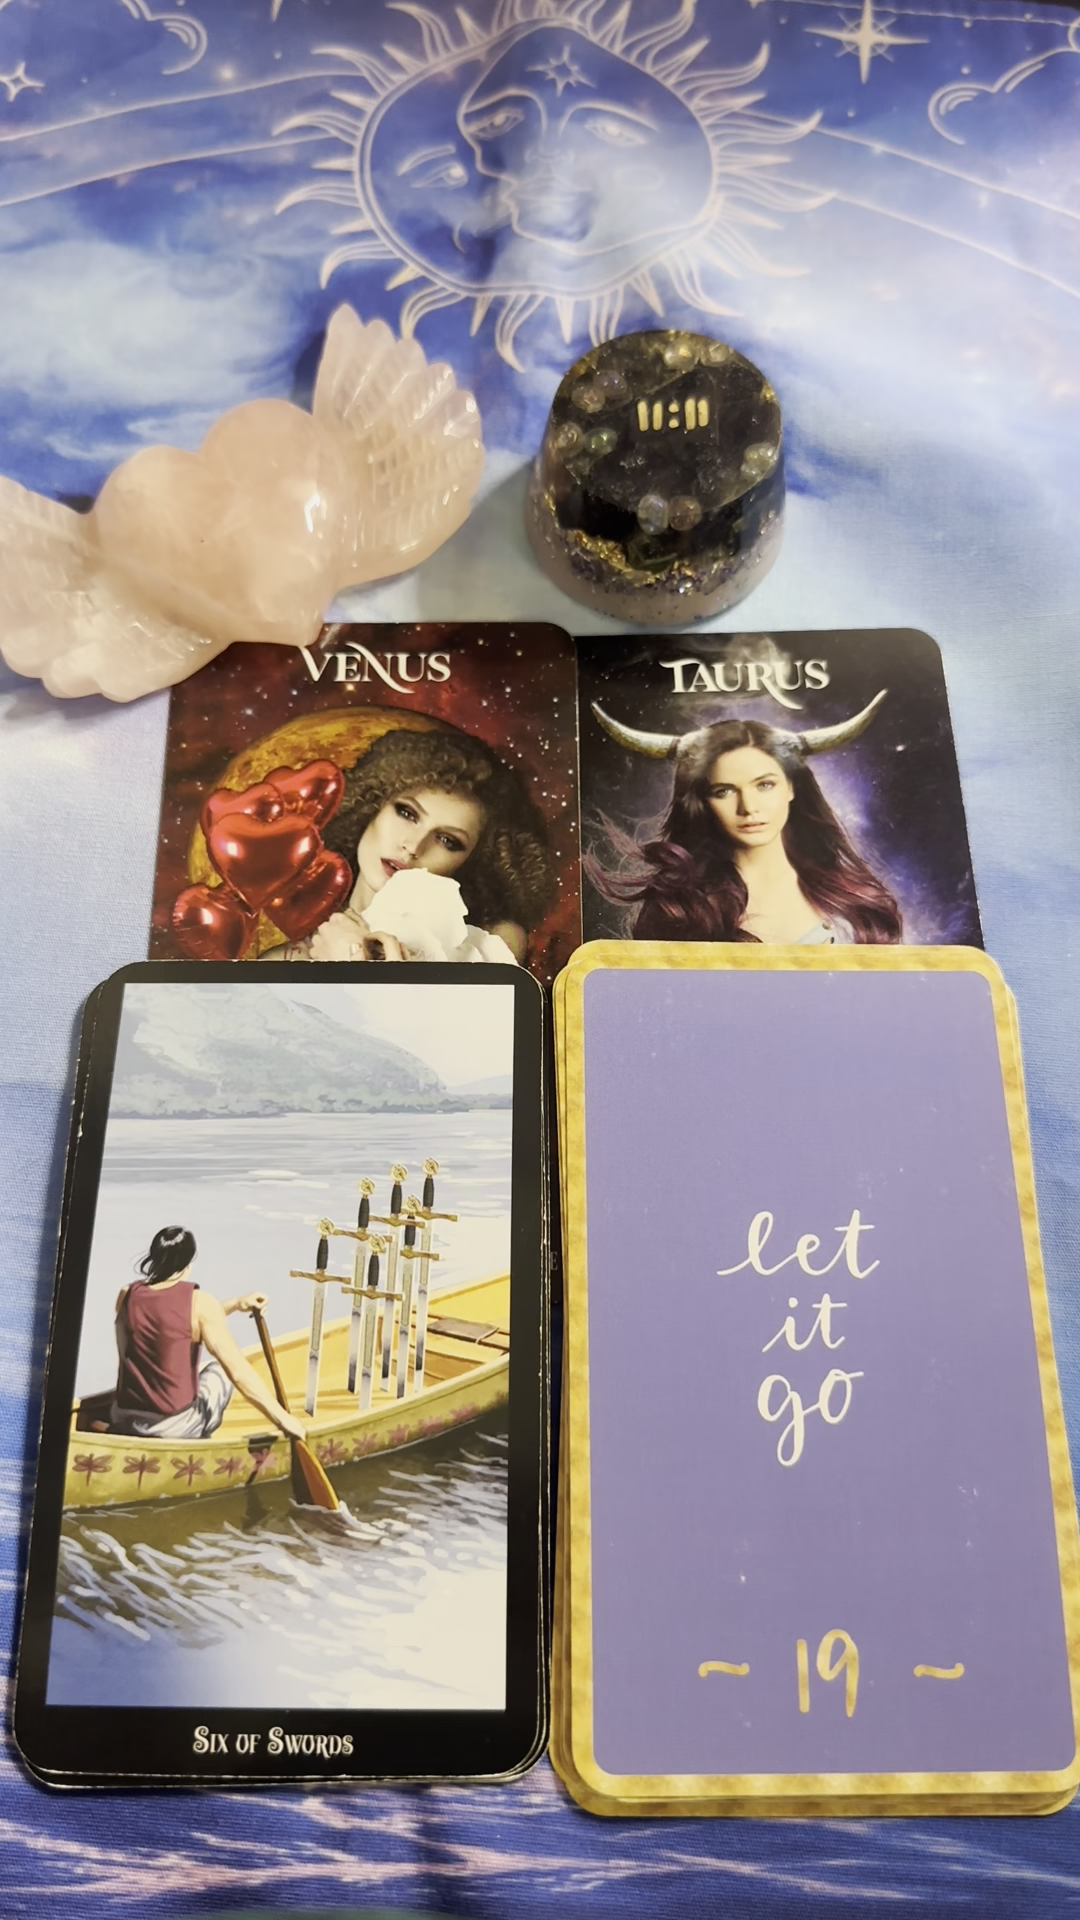 11:11
VENUS
TAURUS
let
it
go
~ 19 ~
SIX OF SWORDS